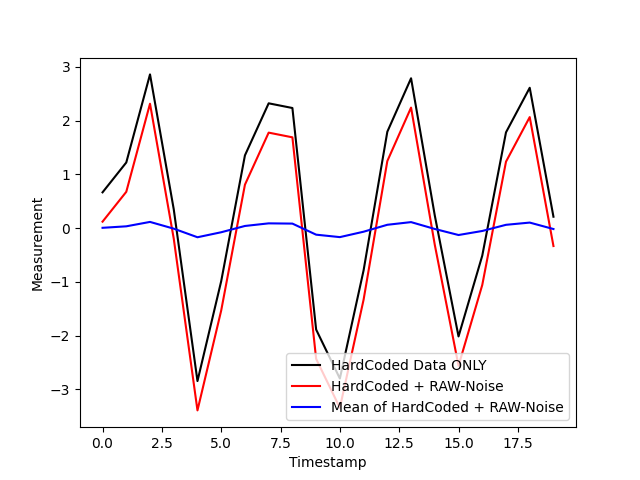 3
2
1
0
−1
−2
−3
Measurement
HardCoded Data ONLY
HardCoded + RAW-Noise
Mean of HardCoded + RAW-Noise
0.0 2.5 5.0 7.5 10.0 12.5 15.0 17.5
Timestamp